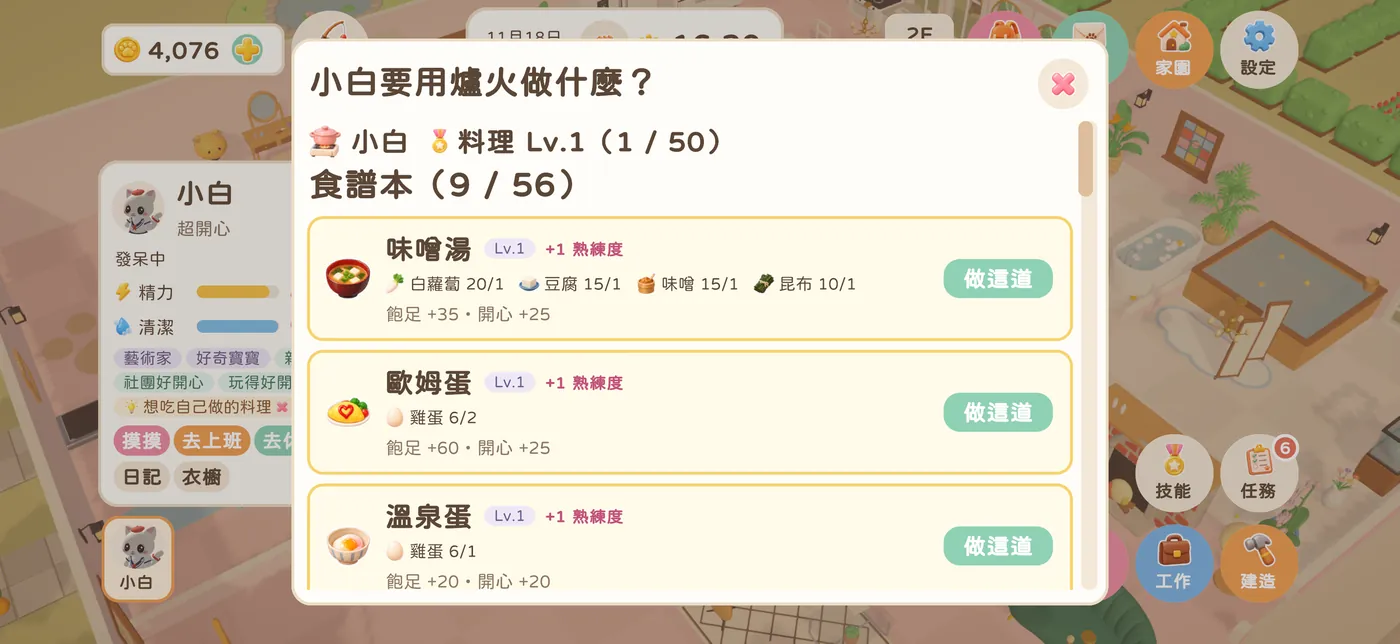 4,076
11月18日
2F
家園
設定
小白要用爐火做什麼？
小白 料理 Lv.1（1 / 50）
食譜本（9 / 56）
味噌湯 Lv.1 +1 熟練度
白蘿蔔 20/1 豆腐 15/1 味噌 15/1 昆布 10/1
飽足 +35・開心 +25
做這道
歐姆蛋 Lv.1 +1 熟練度
雞蛋 6/2
飽足 +60・開心 +25
做這道
溫泉蛋 Lv.1 +1 熟練度
雞蛋 6/1
飽足 +20・開心 +20
做這道
小白
超開心
發呆中
精力
清潔
藝術家 好奇寶寶
社團好開心 玩得好開
想吃自己做的料理
摸摸 去上班 去
日記 衣櫥
小白
技能
任務 6
工作
建造